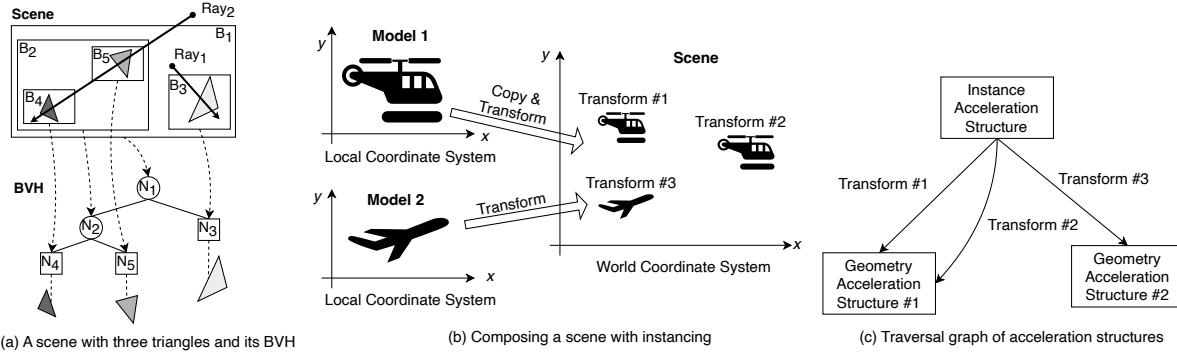 Scene
Ray2
B1
B2
B5
Ray1
B3
B4
BVH
N1
N2
N3
N4
N5
(a) A scene with three triangles and its BVH
y
Model 1
x
Local Coordinate System
Copy &
Transform
y
Model 2
x
Local Coordinate System
Transform
y
Scene
Transform #1
Transform #2
Transform #3
x
World Coordinate System
(b) Composing a scene with instancing
Instance
Acceleration
Structure
Transform #1
Transform #3
Transform #2
Geometry
Acceleration
Structure #1
Geometry
Acceleration
Structure #2
(c) Traversal graph of acceleration structures